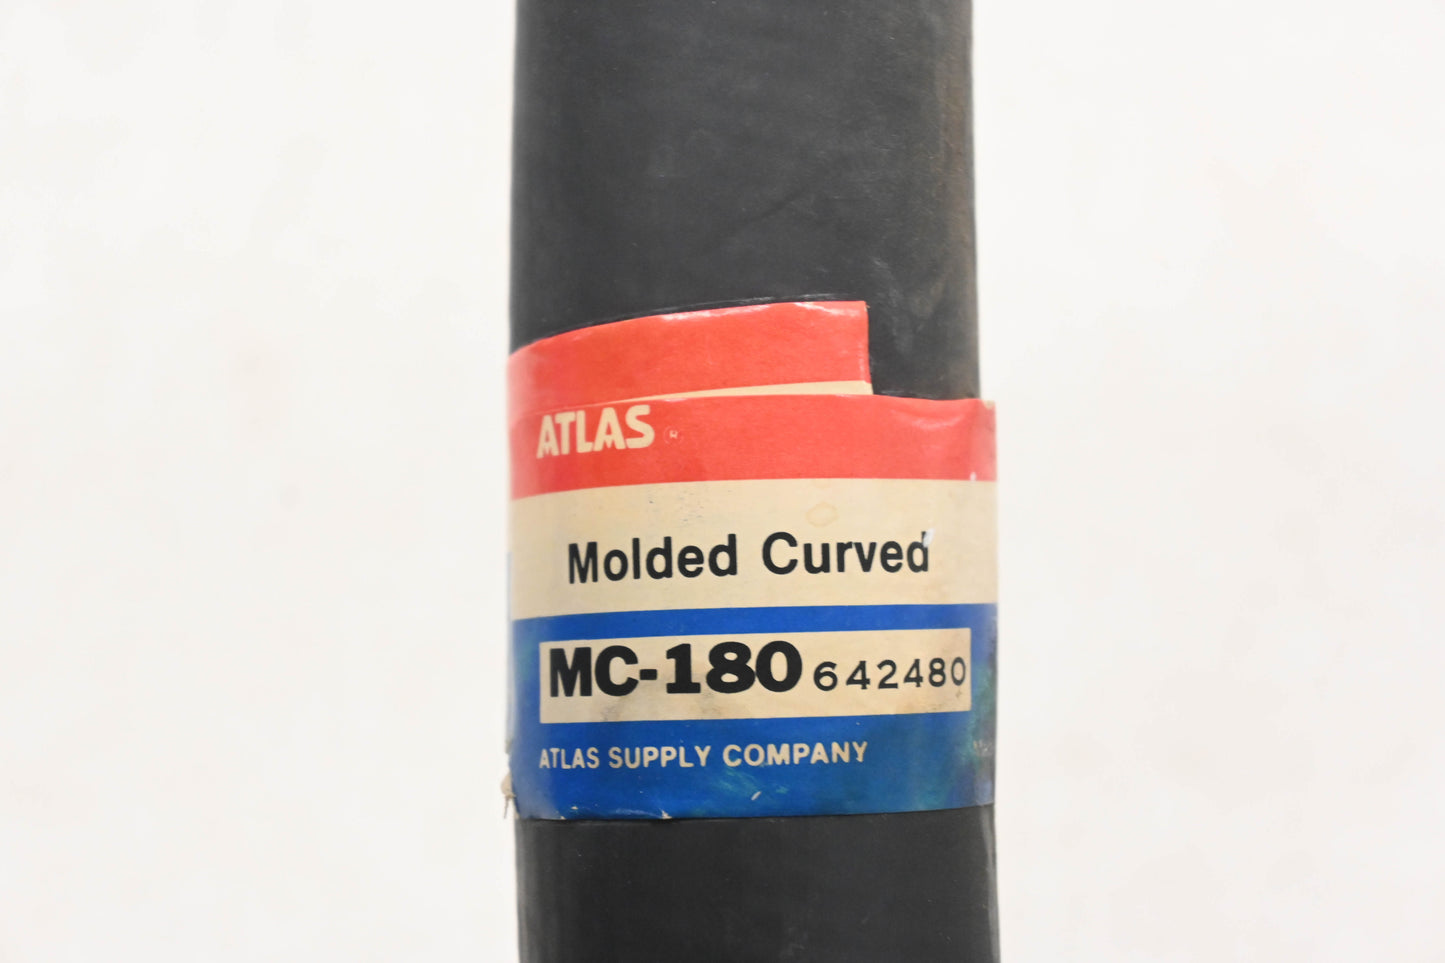 ATLAS ®
Molded Curved
MC-180 642480
ATLAS SUPPLY COMPANY